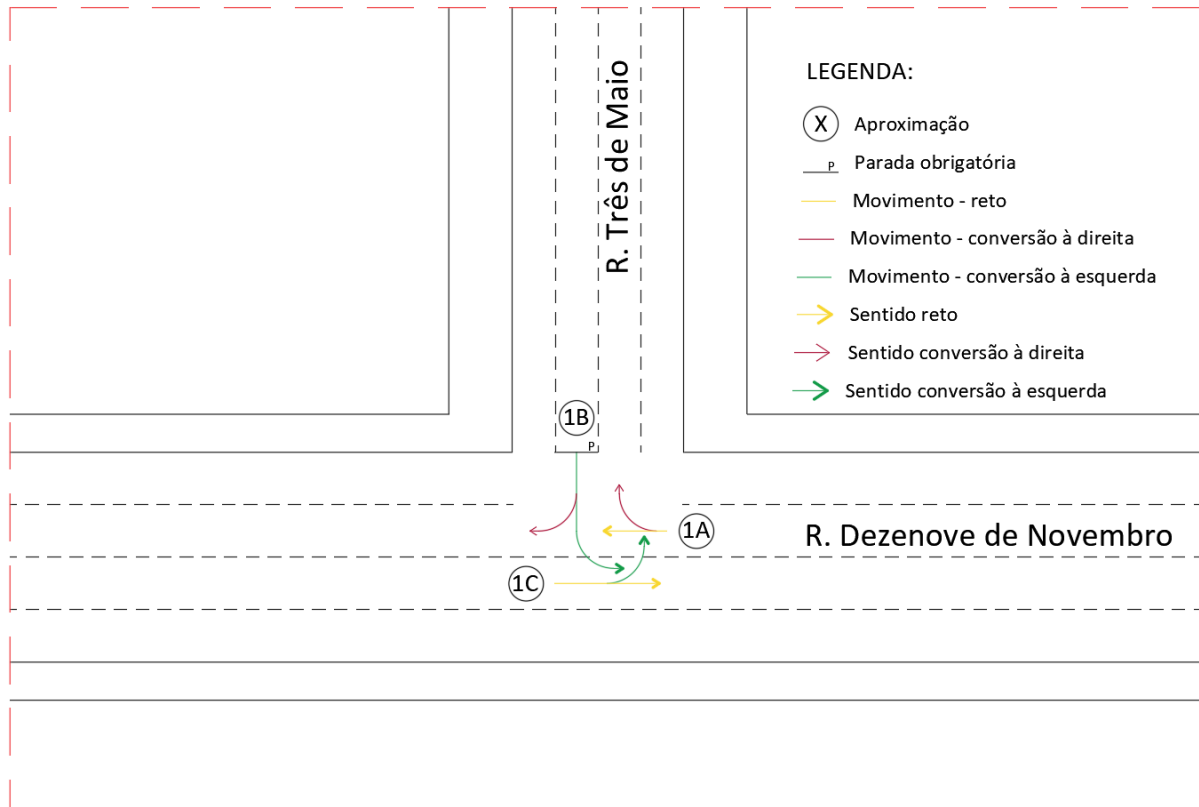 R. Três de Maio
LEGENDA:
X Aproximação
P Parada obrigatória
Movimento - reto
Movimento - conversão à direita
Movimento - conversão à esquerda
Sentido reto
Sentido conversão à direita
Sentido conversão à esquerda
1B
P
1A
R. Dezenove de Novembro
1C